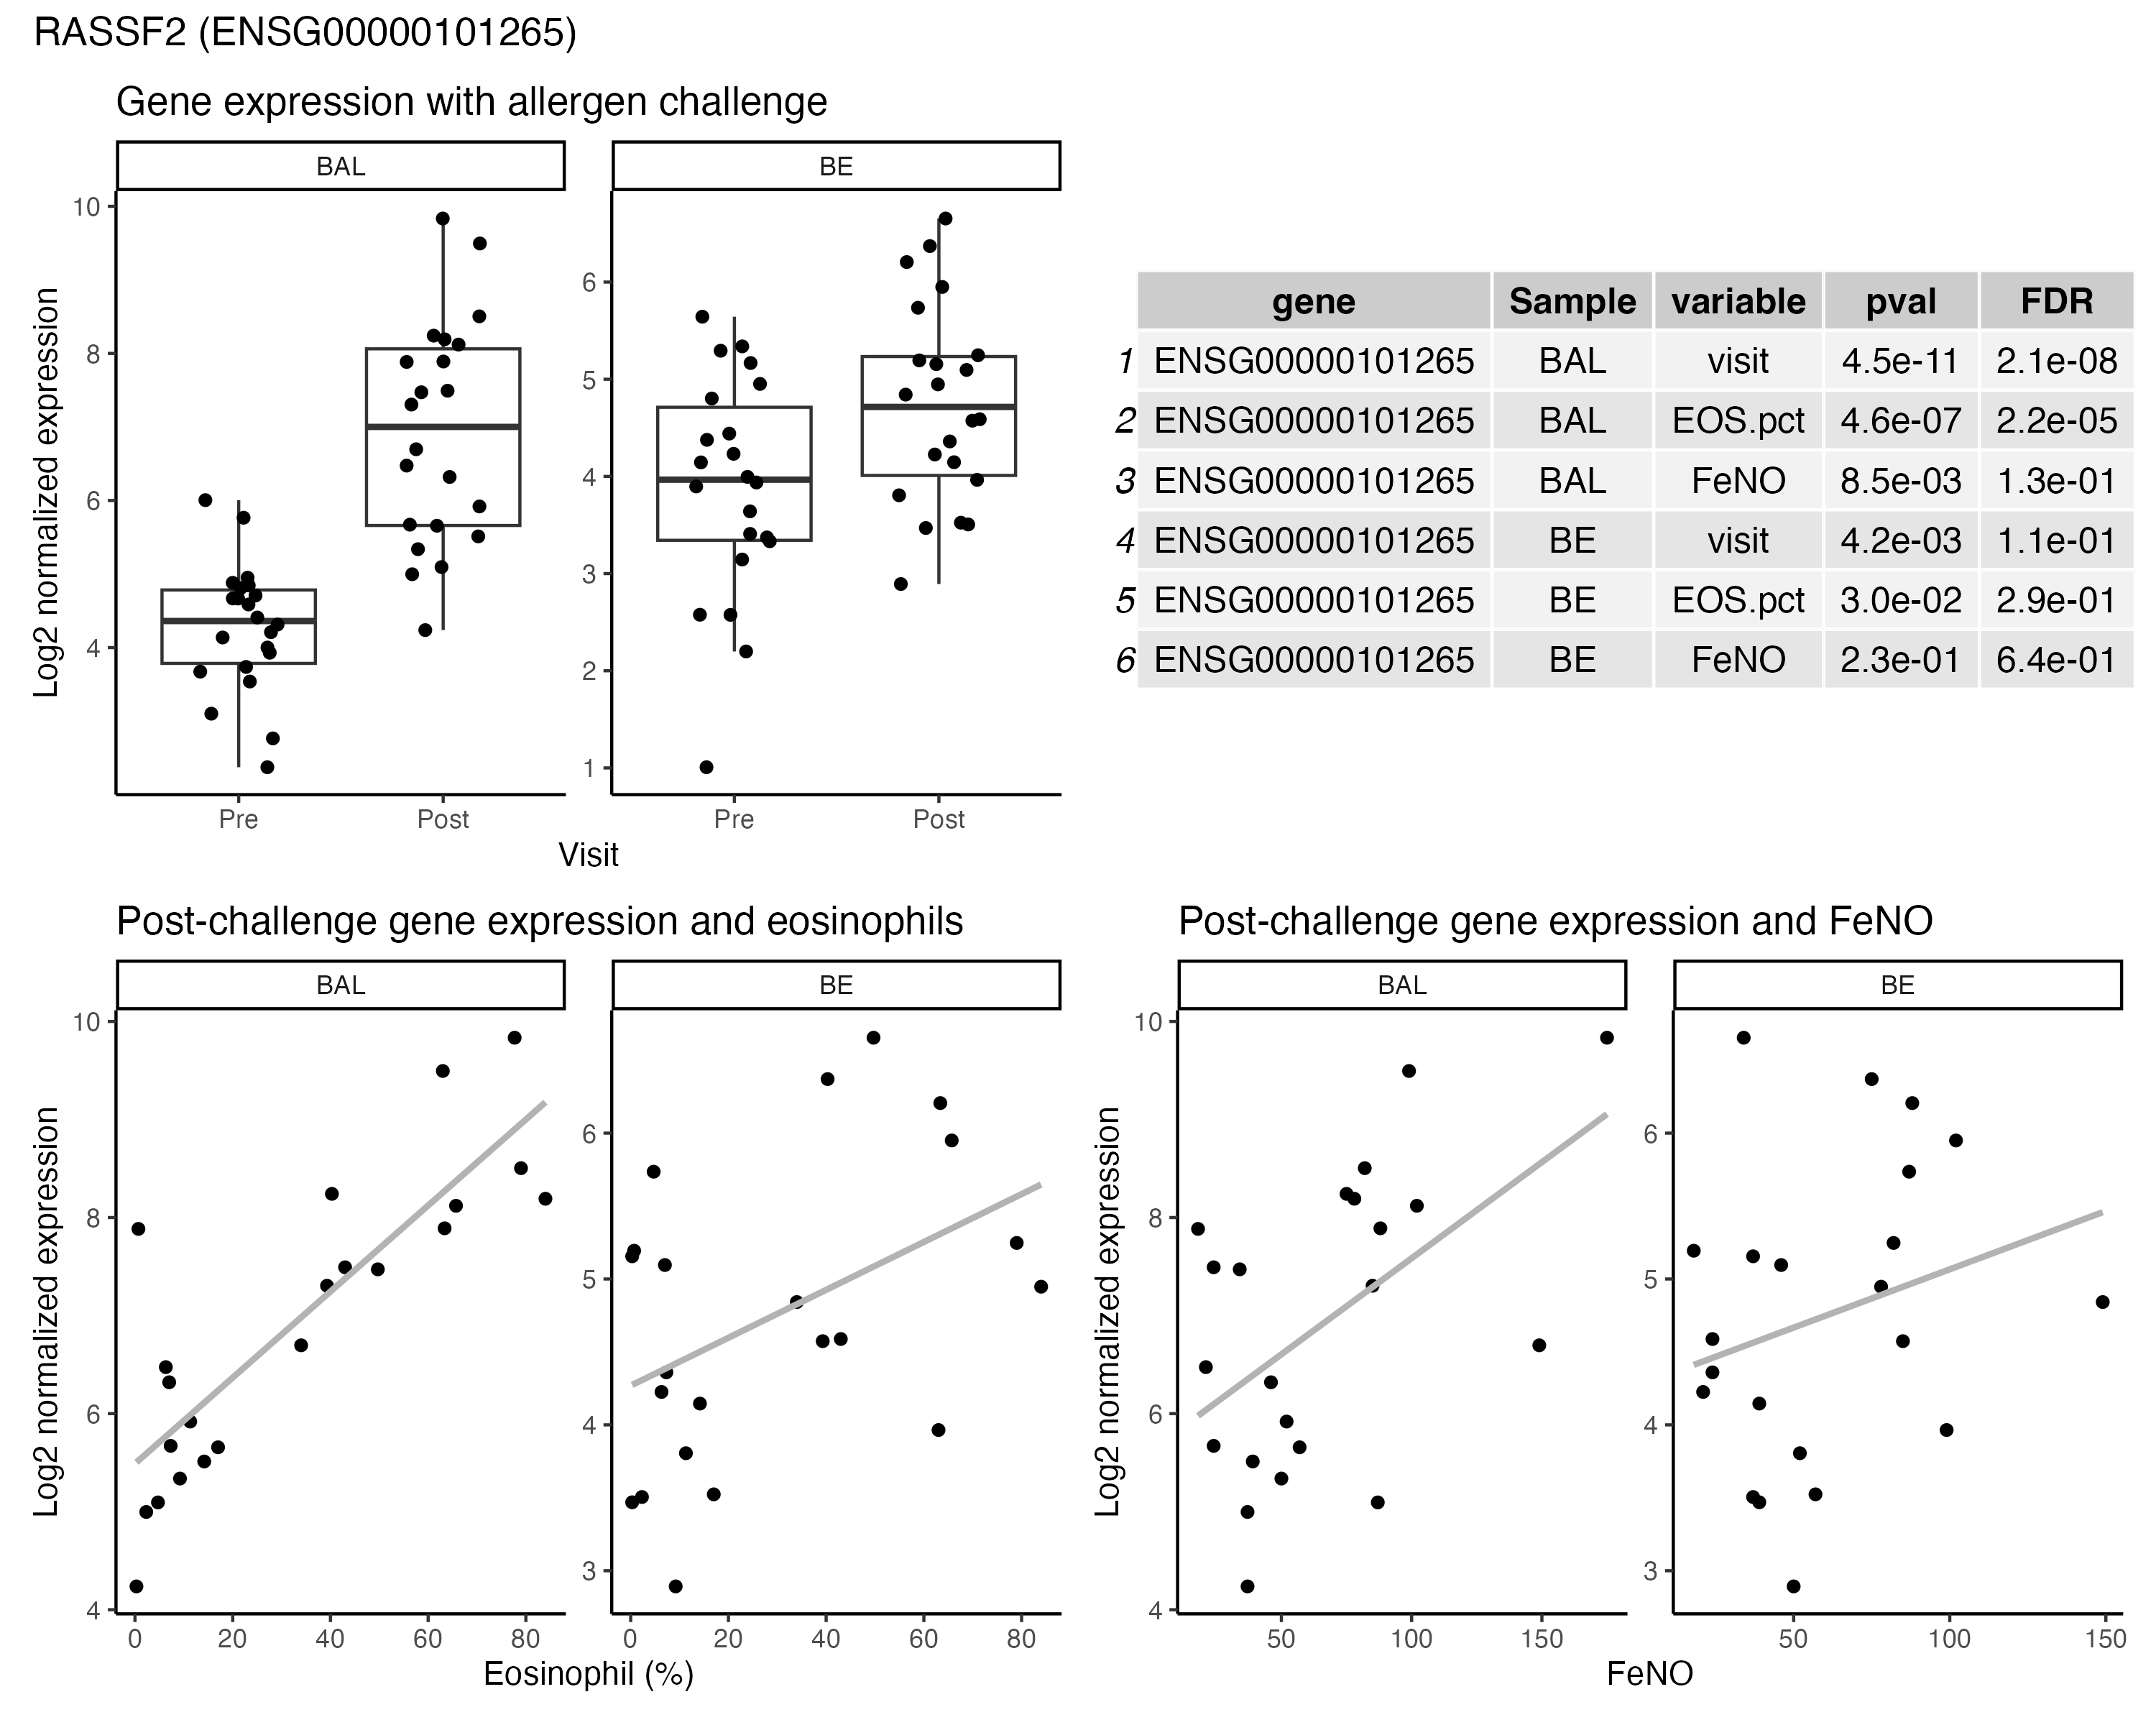 RASSF2 (ENSG00000101265)
Gene expression with allergen challenge
BAL
BE
Log2 normalized expression
10
8
6
4
6
5
4
3
2
1
Pre
Post
Pre
Post
Visit
gene Sample variable pval FDR
1 ENSG00000101265 BAL visit 4.5e-11 2.1e-08
2 ENSG00000101265 BAL EOS.pct 4.6e-07 2.2e-05
3 ENSG00000101265 BAL FeNO 8.5e-03 1.3e-01
4 ENSG00000101265 BE visit 4.2e-03 1.1e-01
5 ENSG00000101265 BE EOS.pct 3.0e-02 2.9e-01
6 ENSG00000101265 BE FeNO 2.3e-01 6.4e-01
Post-challenge gene expression and eosinophils
BAL
BE
Log2 normalized expression
10
8
6
4
6
5
4
3
0 20 40 60 80
0 20 40 60 80
Eosinophil (%)
Post-challenge gene expression and FeNO
BAL
BE
Log2 normalized expression
10
8
6
4
6
5
4
3
50 100 150
50 100 150
FeNO